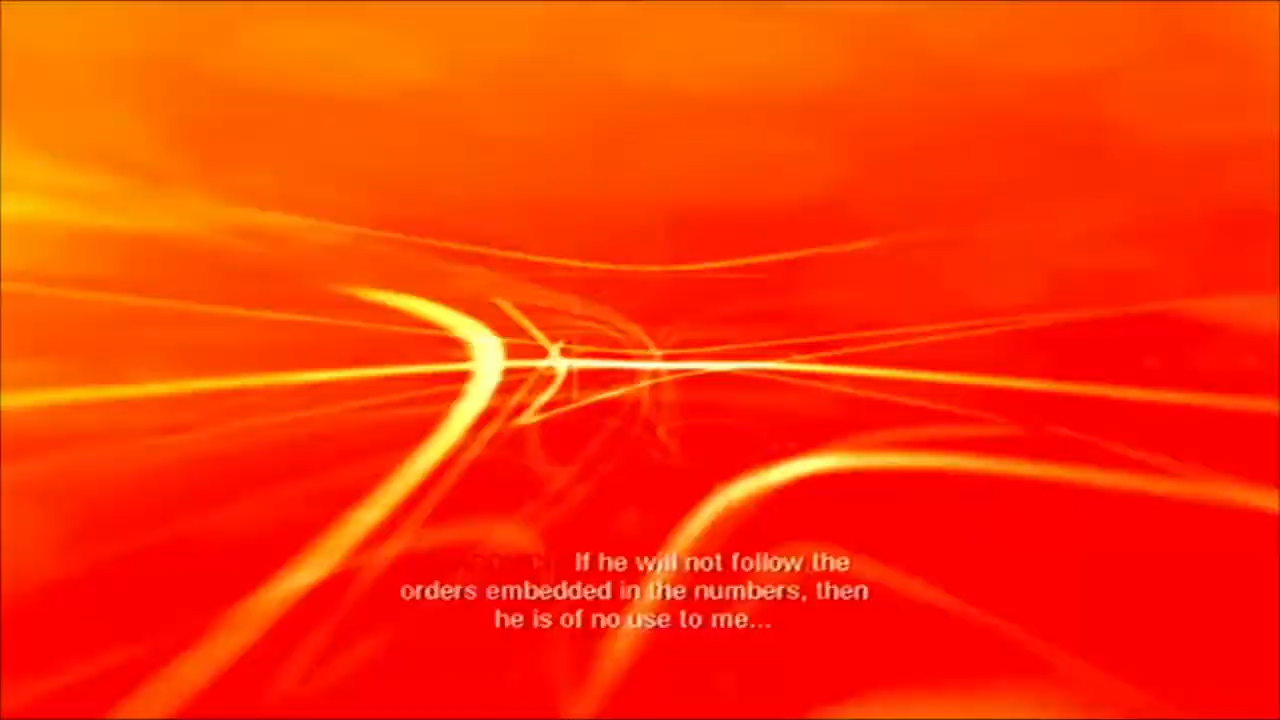 If he will not follow the
orders embedded in the numbers, then
he is of no use to me...